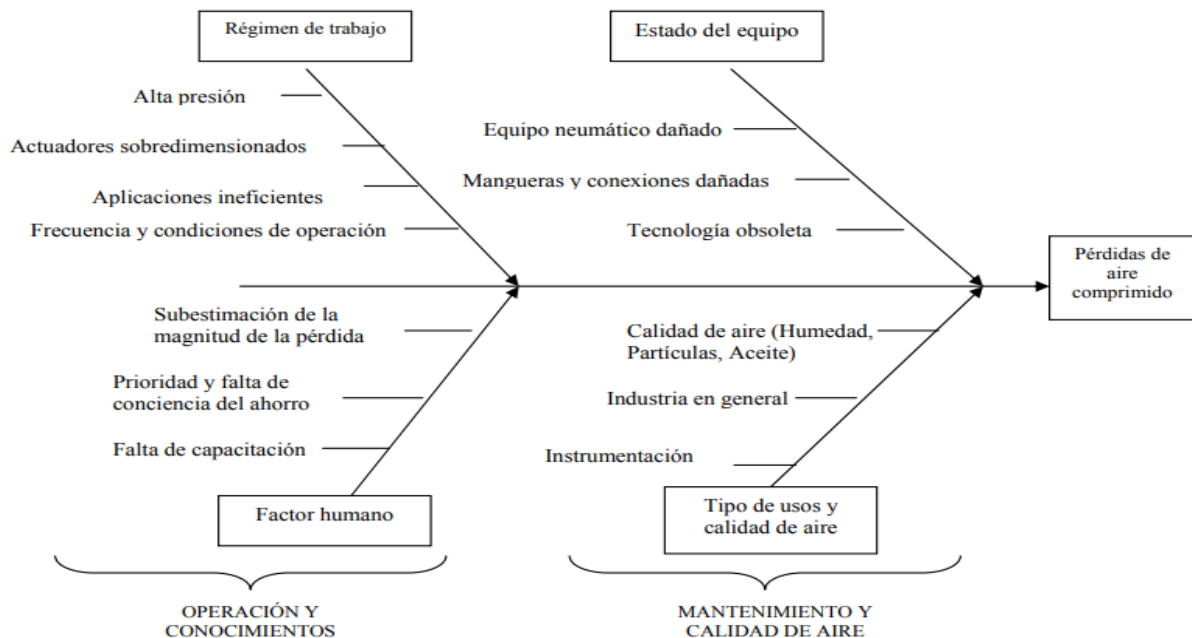 Régimen de trabajo
Estado del equipo
Alta presión
Actuadores sobredimensionados
Aplicaciones ineficientes
Frecuencia y condiciones de operación
Equipo neumático dañado
Mangueras y conexiones dañadas
Tecnología obsoleta
Pérdidas de
aire
comprimido
Subestimación de la
magnitud de la pérdida
Prioridad y falta de
conciencia del ahorro
Falta de capacitación
Calidad de aire (Humedad,
Partículas, Aceite)
Industria en general
Instrumentación
Factor humano
Tipo de usos y
calidad de aire
OPERACIÓN Y
CONOCIMIENTOS
MANTENIMIENTO Y
CALIDAD DE AIRE